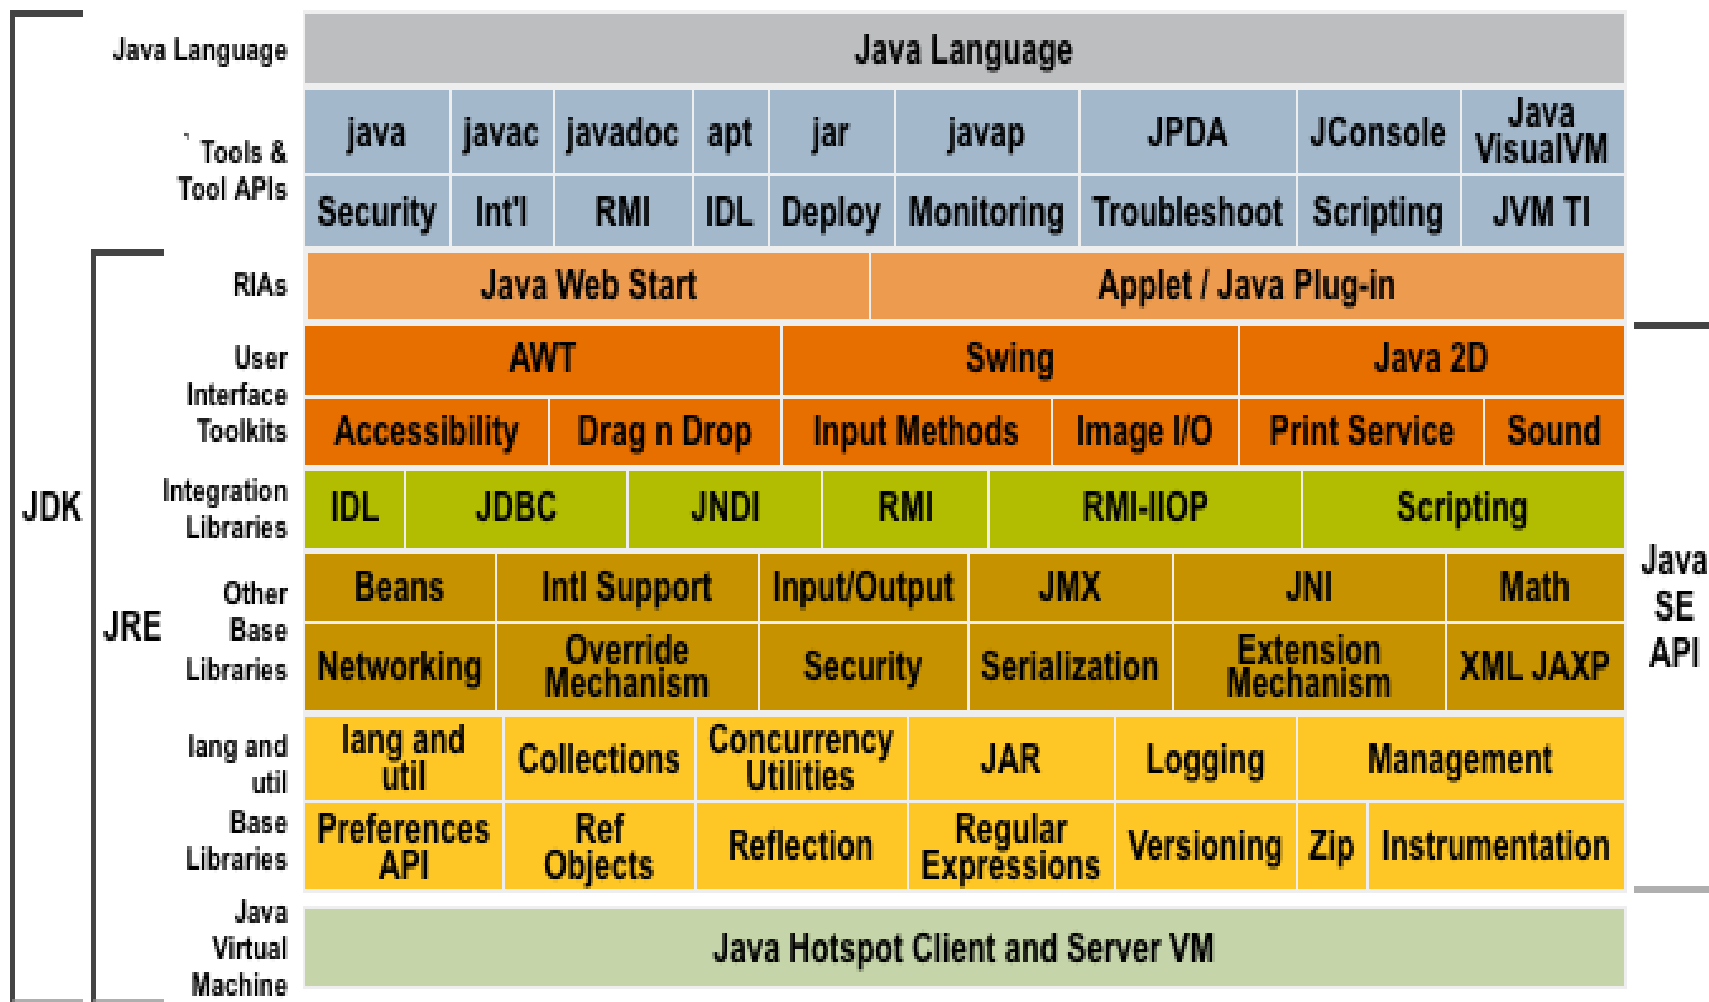 Java Language
Java Language
Tools &
Tool APIs
java javac javadoc apt jar javap JPDA JConsole Java
VisualVM
Security Int'l RMI IDL Deploy Monitoring Troubleshoot Scripting JVM TI
RIAs
Java Web Start Applet / Java Plug-in
User
Interface
Toolkits
AWT Swing Java 2D
Accessibility Drag n Drop Input Methods Image I/O Print Service Sound
JDK
Integration
Libraries
IDL JDBC JNDI RMI RMI-IIOP Scripting
JRE
Other
Base
Libraries
Beans Intl Support Input/Output JMX JNI Math
Networking Override
Mechanism Security Serialization Extension
Mechanism XML JAXP
Java
SE
API
lang and
util
Base
Libraries
lang and
util Collections Concurrency
Utilities JAR Logging Management
Preferences
API Ref
Objects Reflection Regular
Expressions Versioning Zip Instrumentation
Java
Virtual
Machine
Java Hotspot Client and Server VM